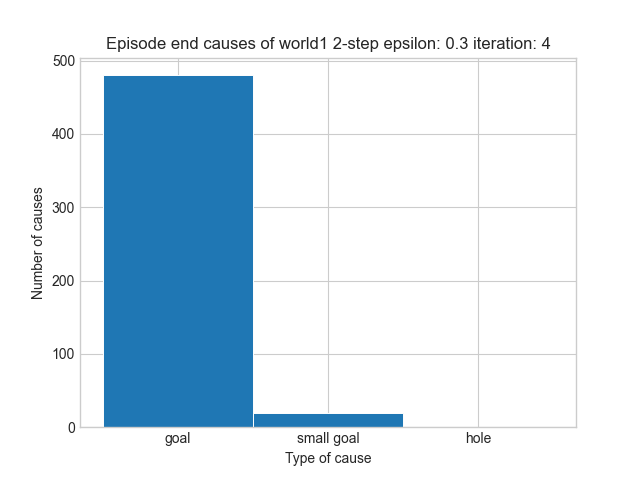 Episode end causes of world1 2-step epsilon: 0.3 iteration: 4
500
400
300
200
100
0
Number of causes
goal
small goal
hole
Type of cause